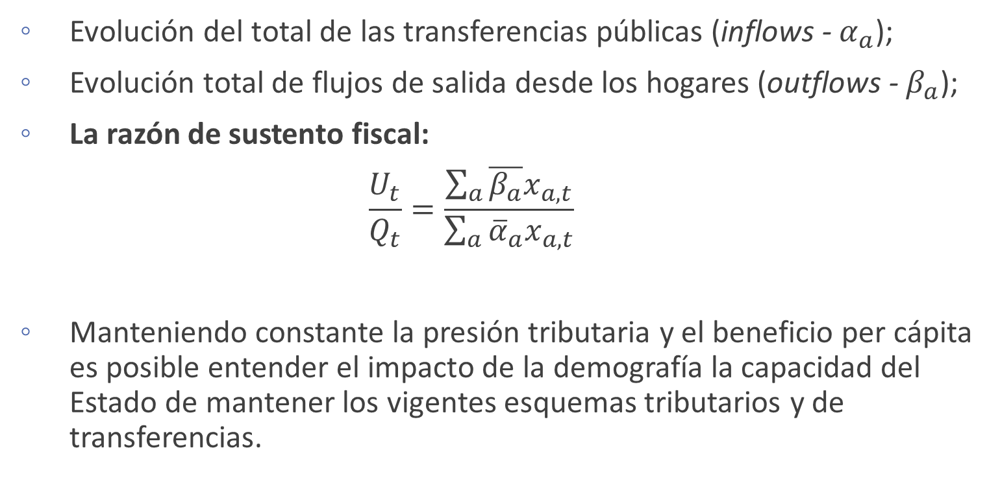 ◦ Evolución del total de las transferencias públicas (inflows - αₐ);
◦ Evolución total de flujos de salida desde los hogares (outflows - βₐ);
◦ La razón de sustento fiscal:
\frac{U_t}{Q_t} = \frac{\sum_a \overline{\beta_a} x_{a,t}}{\sum_a \bar{\alpha}_a x_{a,t}}
◦ Manteniendo constante la presión tributaria y el beneficio per cápita
es posible entender el impacto de la demografía la capacidad del
Estado de mantener los vigentes esquemas tributarios y de
transferencias.